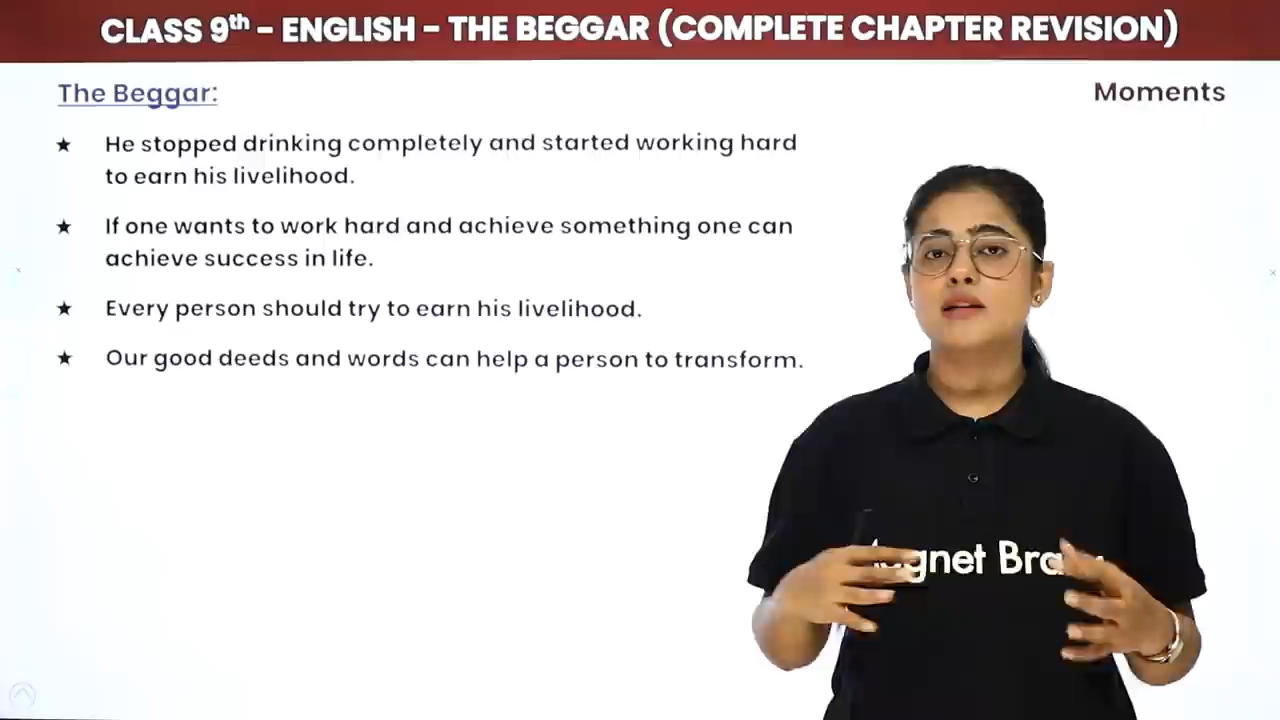 CLASS 9th – ENGLISH – THE BEGGAR (COMPLETE CHAPTER REVISION)
The Beggar:
Moments
★ He stopped drinking completely and started working hard
to earn his livelihood.
★ If one wants to work hard and achieve something one can
achieve success in life.
★ Every person should try to earn his livelihood.
★ Our good deeds and words can help a person to transform.
gnet Bra